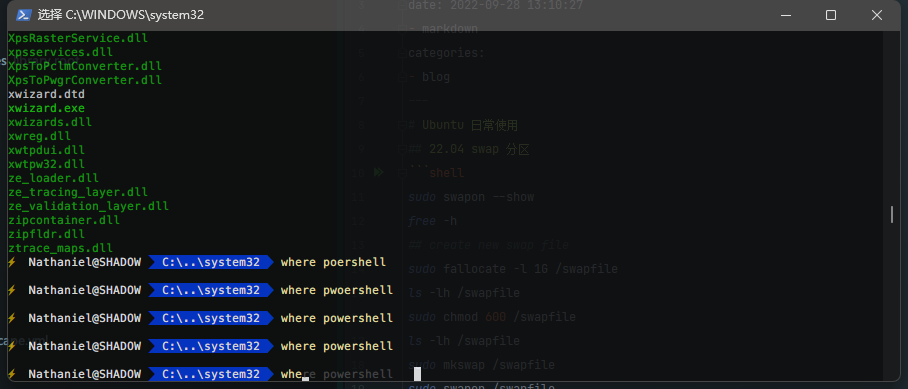 选择 C:\WINDOWS\system32
XpsRasterService.dll
xpsservices.dll
XpsToPclmConverter.dll
XpsToPwgrConverter.dll
xwizard.dtd
xwizard.exe
xwizards.dll
xwreg.dll
xwtpdui.dll
xwtpw32.dll
ze_loader.dll
ze_tracing_layer.dll
ze_validation_layer.dll
zipcontainer.dll
zipfldr.dll
ztrace_maps.dll
⚡ Nathaniel@SHADOW C:\..\system32 where poershell
⚡ Nathaniel@SHADOW C:\..\system32 where pwoershell
⚡ Nathaniel@SHADOW C:\..\system32 where powershell
⚡ Nathaniel@SHADOW C:\..\system32 where powershell
⚡ Nathaniel@SHADOW C:\..\system32 where powershell
date: 2022-09-28 13:10:27
- markdown
categories:
- blog
---
# Ubuntu 日常使用
## 22.04 swap 分区
```shell
sudo swapon --show
free -h
## create new swap file
sudo fallocate -l 1G /swapfile
ls -lh /swapfile
sudo chmod 600 /swapfile
ls -lh /swapfile
sudo mkswap /swapfile
sudo swapon /swapfile